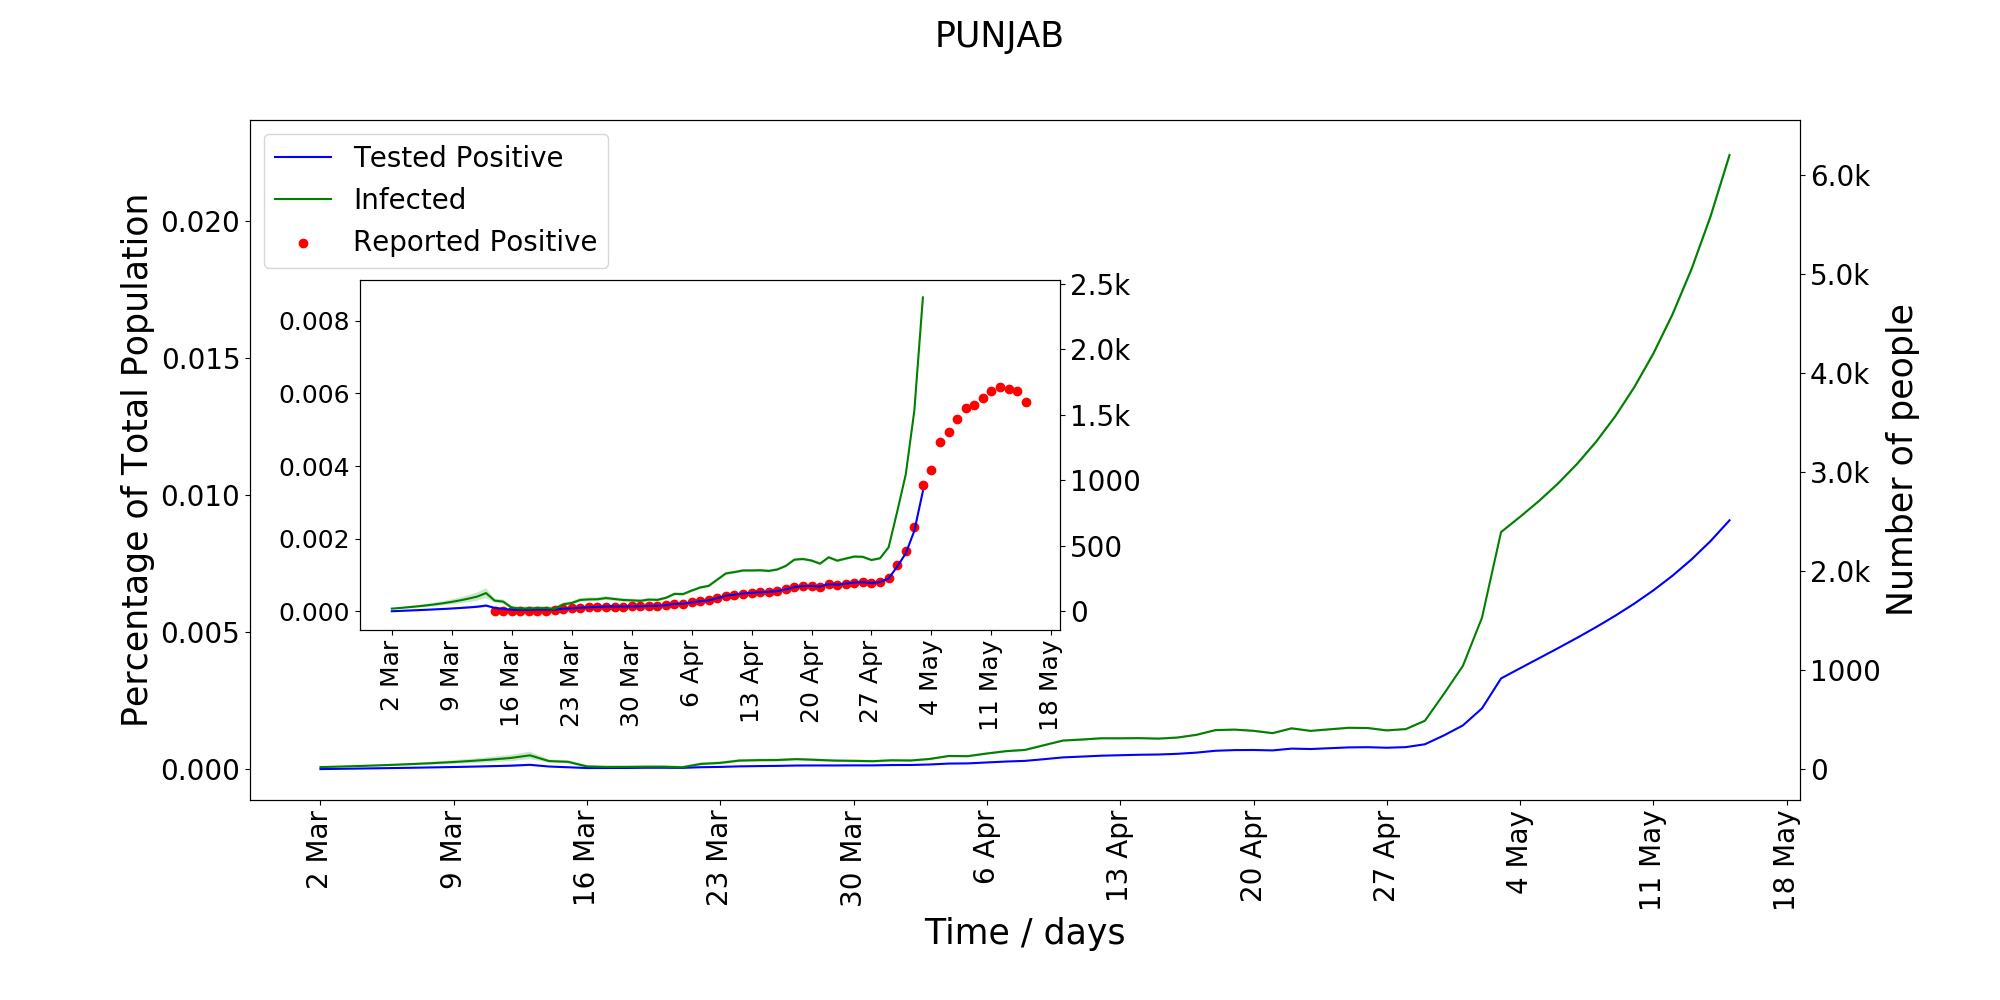 PUNJAB
Tested Positive
Infected
Reported Positive
Percentage of Total Population
0.020
0.015
0.010
0.005
0.000
6.0k
5.0k
4.0k
3.0k
2.0k
1000
0
Number of people
0.008
0.006
0.004
0.002
0.000
2.5k
2.0k
1.5k
1000
500
0
2 Mar
9 Mar
16 Mar
23 Mar
30 Mar
6 Apr
13 Apr
20 Apr
27 Apr
4 May
11 May
18 May
2 Mar
9 Mar
16 Mar
23 Mar
30 Mar
6 Apr
13 Apr
20 Apr
27 Apr
4 May
11 May
18 May
Time / days